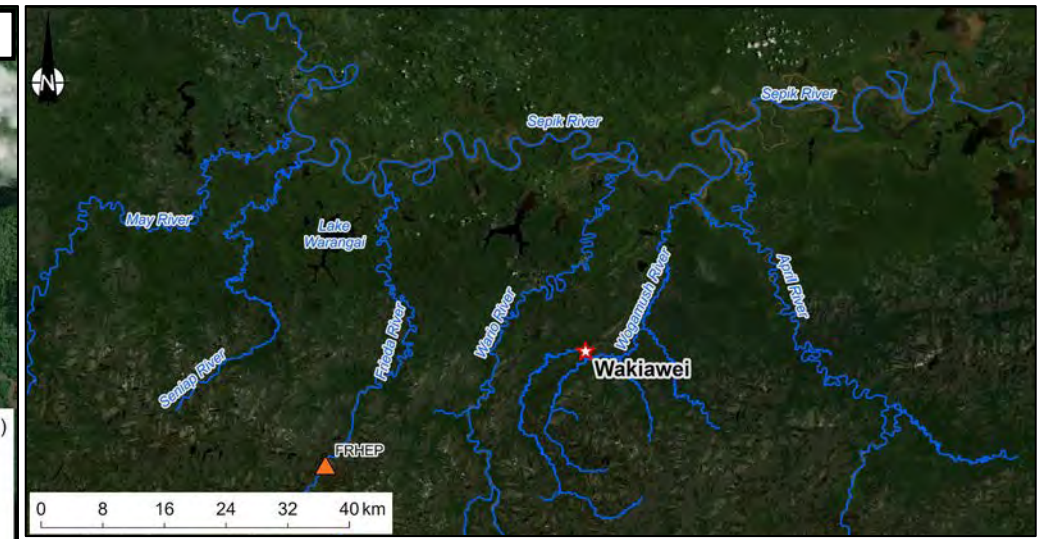 N
Sepik River
Sepik River
May River
Lake
Warangai
Seniap River
Frieda River
Wario River
Wogamush River
April River
Wakiawei
FRHEP
)
0 8 16 24 32 40 km